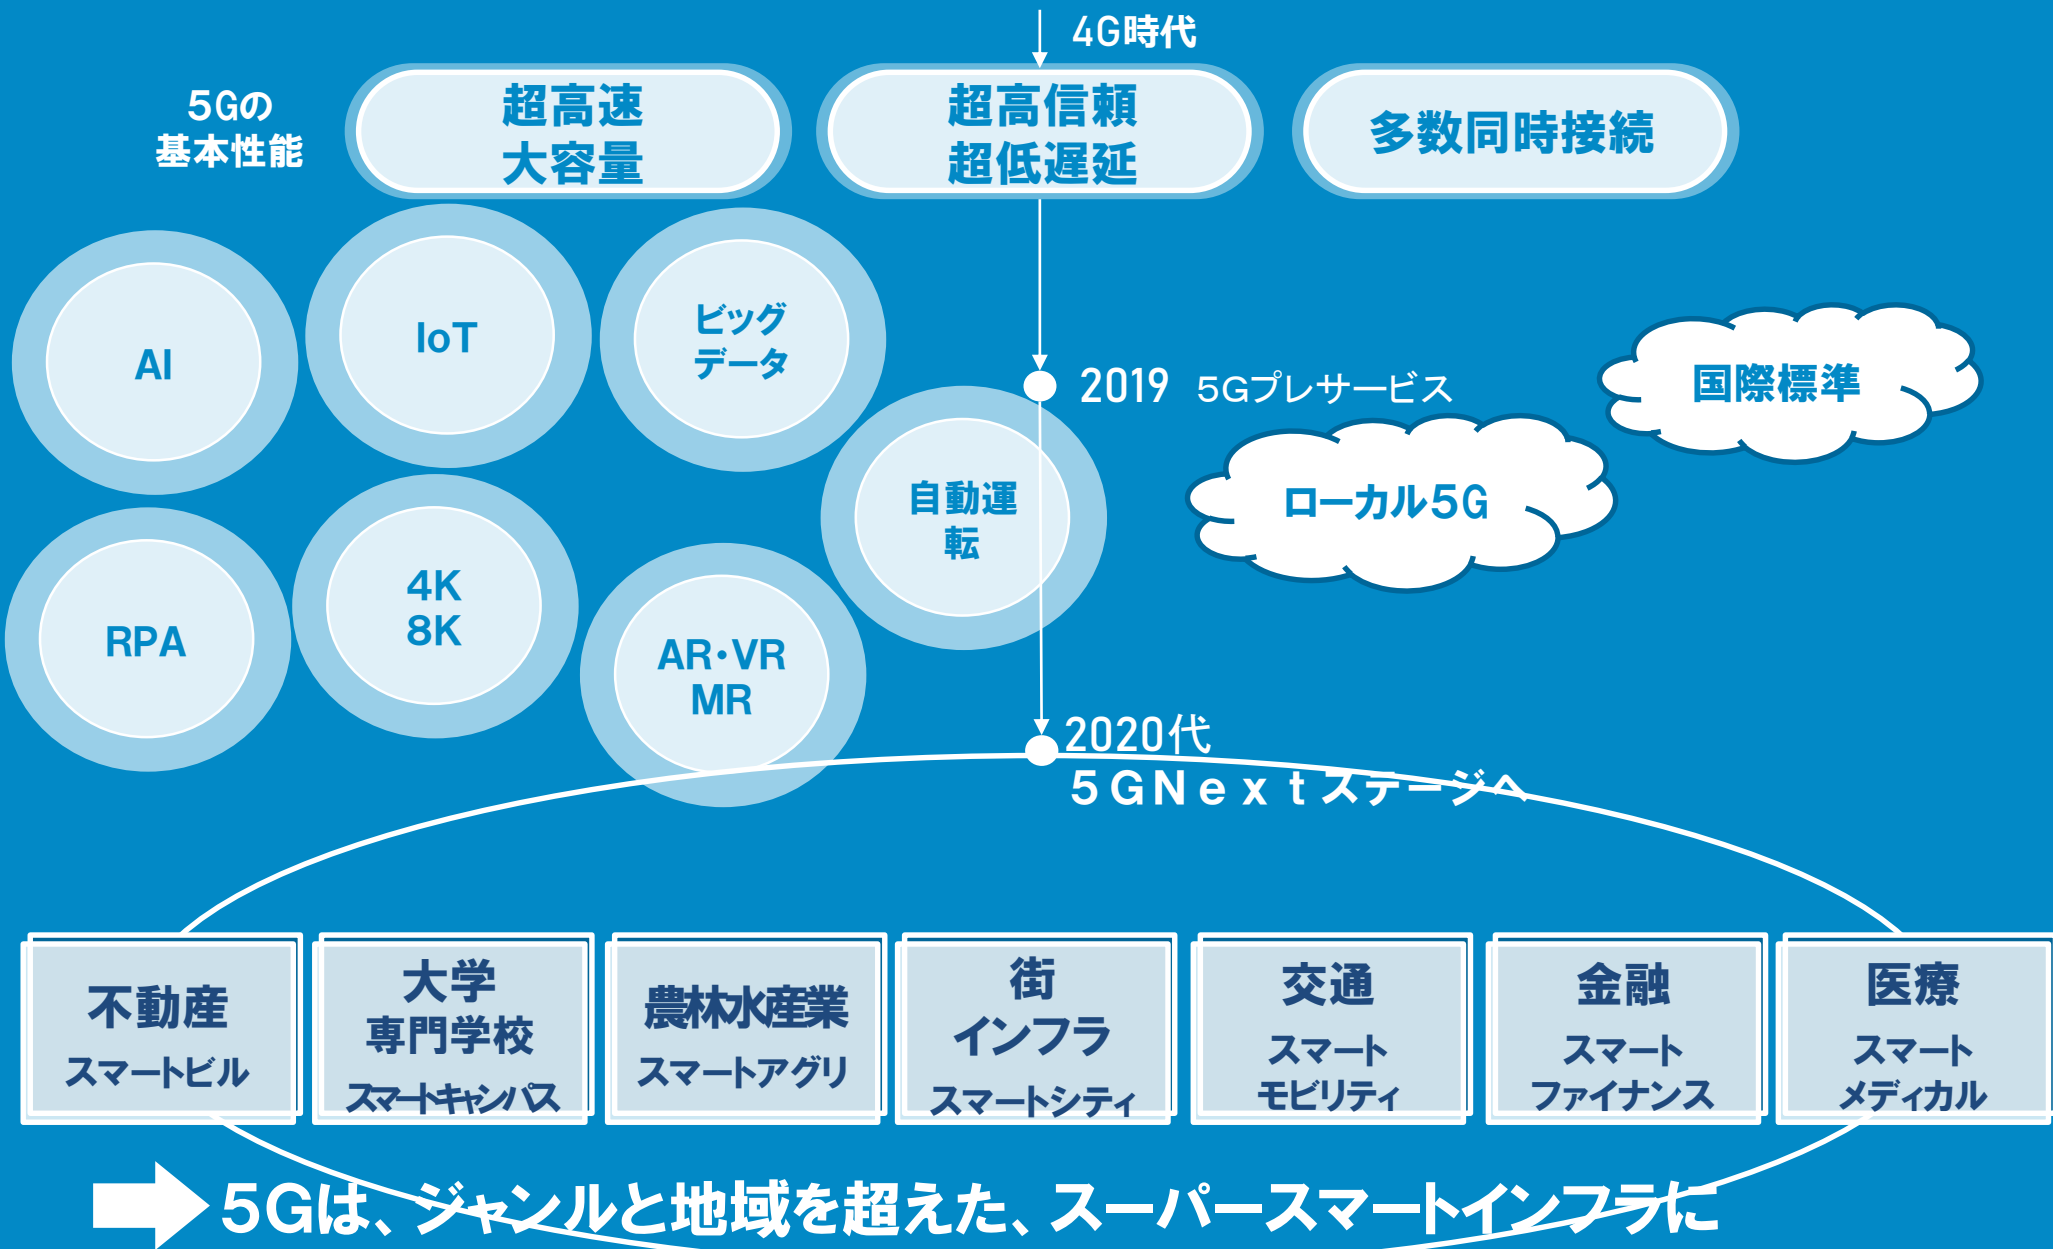 4G時代
5Gの
基本性能
超高速
大容量
超高信頼
超低遅延
多数同時接続
AI
IoT
ビッグ
データ
2019 5Gプレサービス
国際標準
自動運
転
ローカル5G
RPA
4K
8K
AR・VR
MR
2020代
5GNextステージへ
不動産
スマートビル
大学
専門学校
スマートキャンパス
農林水産業
スマートアグリ
街
インフラ
スマートシティ
交通
スマート
モビリティ
金融
スマート
ファイナンス
医療
スマート
メディカル
5Gは、ジャンルと地域を超えた、スーパースマートインフラに